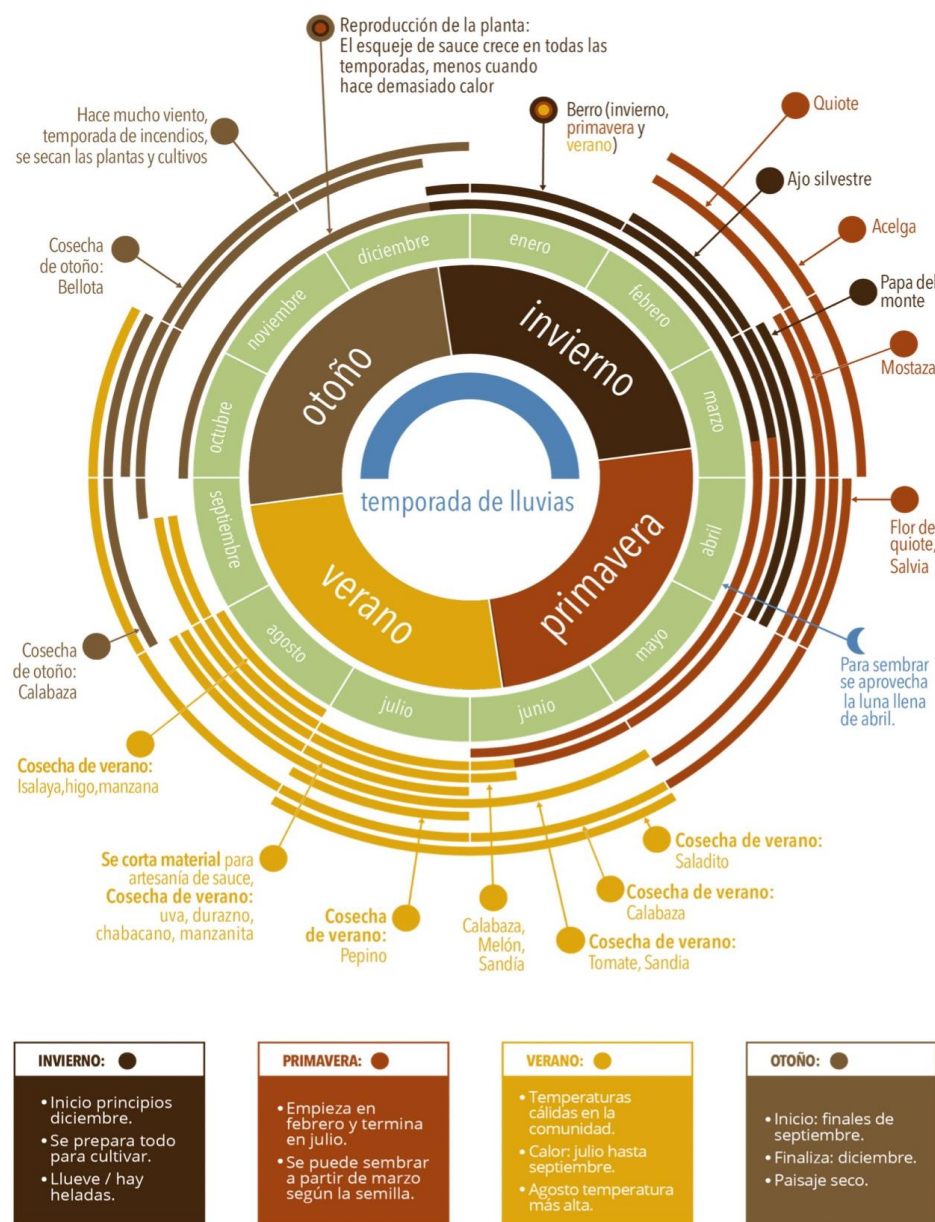 Reproducción de la planta:
El esqueje de sauce crece en todas las
temporadas, menos cuando
hace demasiado calor
Hace mucho viento,
temporada de incendios,
se secan las plantas y cultivos
Berro (invierno,
primavera y
verano)
Quiote
Ajo silvestre
Acelga
Papa del
monte
Mostaza
Cosecha
de otoño:
Bellota
diciembre
enero
febrero
marzo
abril
mayo
junio
julio
agosto
septiembre
octubre
noviembre
otoño
invierno
primavera
verano
temporada de lluvias
Flor de
quiote,
Salvia
Para sembrar
se aprovecha
la luna llena
de abril.
Cosecha
de otoño:
Calabaza
Cosecha de verano:
Isalaya,higo,manzana
Se corta material para
artesanía de sauce,
Cosecha de verano:
uva, durazno,
chabacano, manzanita
Cosecha
de verano:
Pepino
Calabaza,
Melón,
Sandía
Cosecha de verano:
Tomate, Sandia
Cosecha de verano:
Calabaza
Cosecha de verano:
Saladito
INVIERNO:
• Inicio principios
diciembre.
• Se prepara todo
para cultivar.
• Llueve / hay
heladas.
PRIMAVERA:
• Empieza en
febrero y termina
en julio.
• Se puede sembrar
a partir de marzo
según la semilla.
VERANO:
• Temperaturas
cálidas en la
comunidad.
• Calor: julio hasta
septiembre.
• Agosto temperatura
más alta.
OTOÑO:
• Inicio: finales de
septiembre.
• Finaliza: diciembre.
• Paisaje seco.